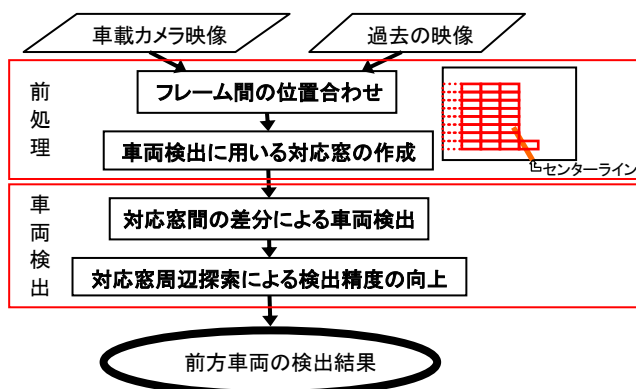 車載カメラ映像
過去の映像
前処理
フレーム間の位置合わせ
車両検出に用いる対応窓の作成
センターライン
車両検出
対応窓間の差分による車両検出
対応窓周辺探索による検出精度の向上
前方車両の検出結果